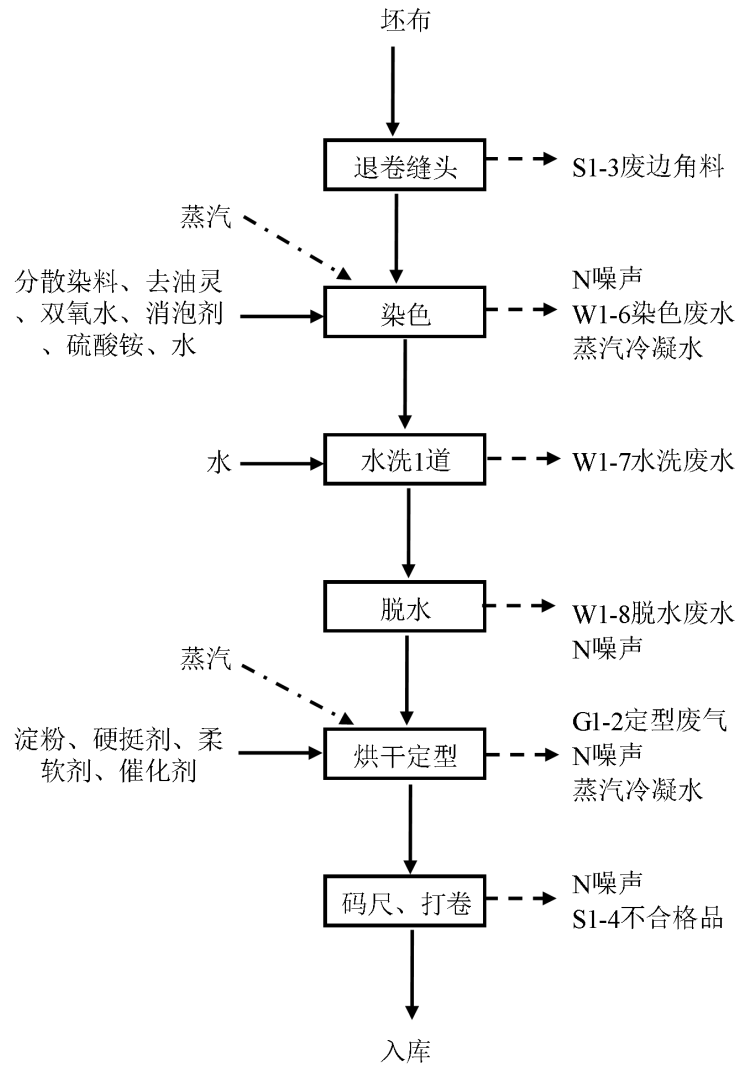 坯布
退卷缝头
S1-3废边角料
蒸汽
分散染料、去油灵
、双氧水、消泡剂
、硫酸铵、水
染色
N噪声
W1-6染色废水
蒸汽冷凝水
水
水洗1道
W1-7水洗废水
脱水
W1-8脱水废水
N噪声
蒸汽
淀粉、硬挺剂、柔
软剂、催化剂
烘干定型
G1-2定型废气
N噪声
蒸汽冷凝水
码尺、打卷
N噪声
S1-4不合格品
入库